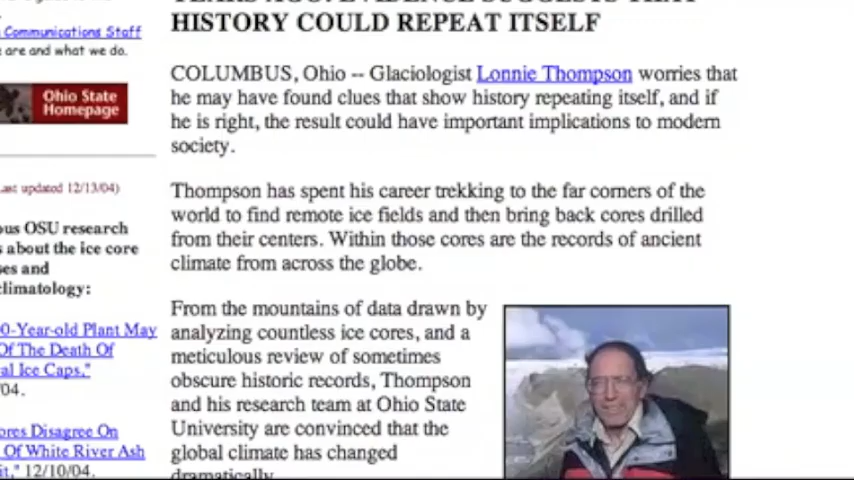 HISTORY COULD REPEAT ITSELF
Communications Staff
are and what we do.
Ohio State
Homepage
COLUMBUS, Ohio -- Glaciologist Lonnie Thompson worries that
he may have found clues that show history repeating itself, and if
he is right, the result could have important implications to modern
society.
last updated 12/13/04)
Thompson has spent his career trekking to the far corners of the
world to find remote ice fields and then bring back cores drilled
from their centers. Within those cores are the records of ancient
climate from across the globe.
OSU research
about the ice core
and
0-Year-old Plant May
Of The Death Of
Ice Caps,"
04.
Disagree On
Of White River Ash
12/10/04.
From the mountains of data drawn by
analyzing countless ice cores, and a
meticulous review of sometimes
obscure historic records, Thompson
and his research team at Ohio State
University are convinced that the
global climate has changed
dramatically